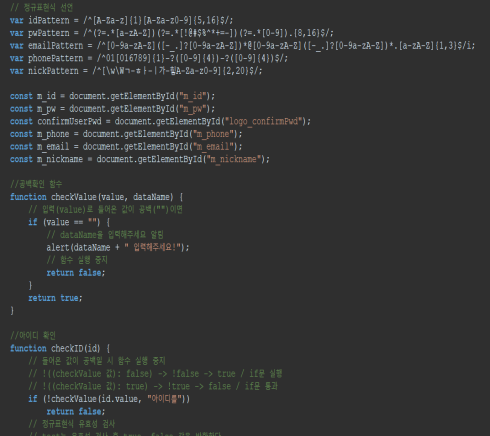 // 정규표현식 선언
var idPattern = /^[A-Za-z]{1}[A-Za-z0-9]{5,16}$/;
var pwPattern = /^(?=.*[a-zA-Z])(?=.*[!@#$%^*+=-])(?=.*[0-9]).{8,16}$/;
var emailPattern = /^[0-9a-zA-Z]([-_.]?[0-9a-zA-Z])*@[0-9a-zA-Z]([-_.]?[0-9a-zA-Z])*.[a-zA-Z]{1,3}$/i;
var phonePattern = /^01[016789]{1}-?([0-9]{4})-?([0-9]{4})$/;
var nickPattern = /^[\w\Wㄱ-ㅎㅏ-ㅣ가-힣A-Za-z0-9]{2,20}$/;
const m_id = document.getElementById("m_id");
const m_pw = document.getElementById("m_pw");
const confirmUserPwd = document.getElementById("logo_confirmPwd");
const m_phone = document.getElementById("m_phone");
const m_email = document.getElementById("m_email");
const m_nickname = document.getElementById("m_nickname");
//공백확인 함수
function checkValue(value, dataName) {
// 입력(value)로 들어온 값이 공백("")이면
if (value == "") {
// dataName을 입력해주세요 알림
alert(dataName + " 입력해주세요!");
// 함수 실행 중지
return false;
}
return true;
}
//아이디 확인
function checkID(id) {
// 들어온 값이 공백일 시 함수 실행 중지
// !((checkValue 값): false) -> !false -> true / if문 실행
// !((checkValue 값): true) -> !true -> false / if문 통과
if (!checkValue(id.value, "아이디를"))
return false;
// 정규표현식 유효성 검사